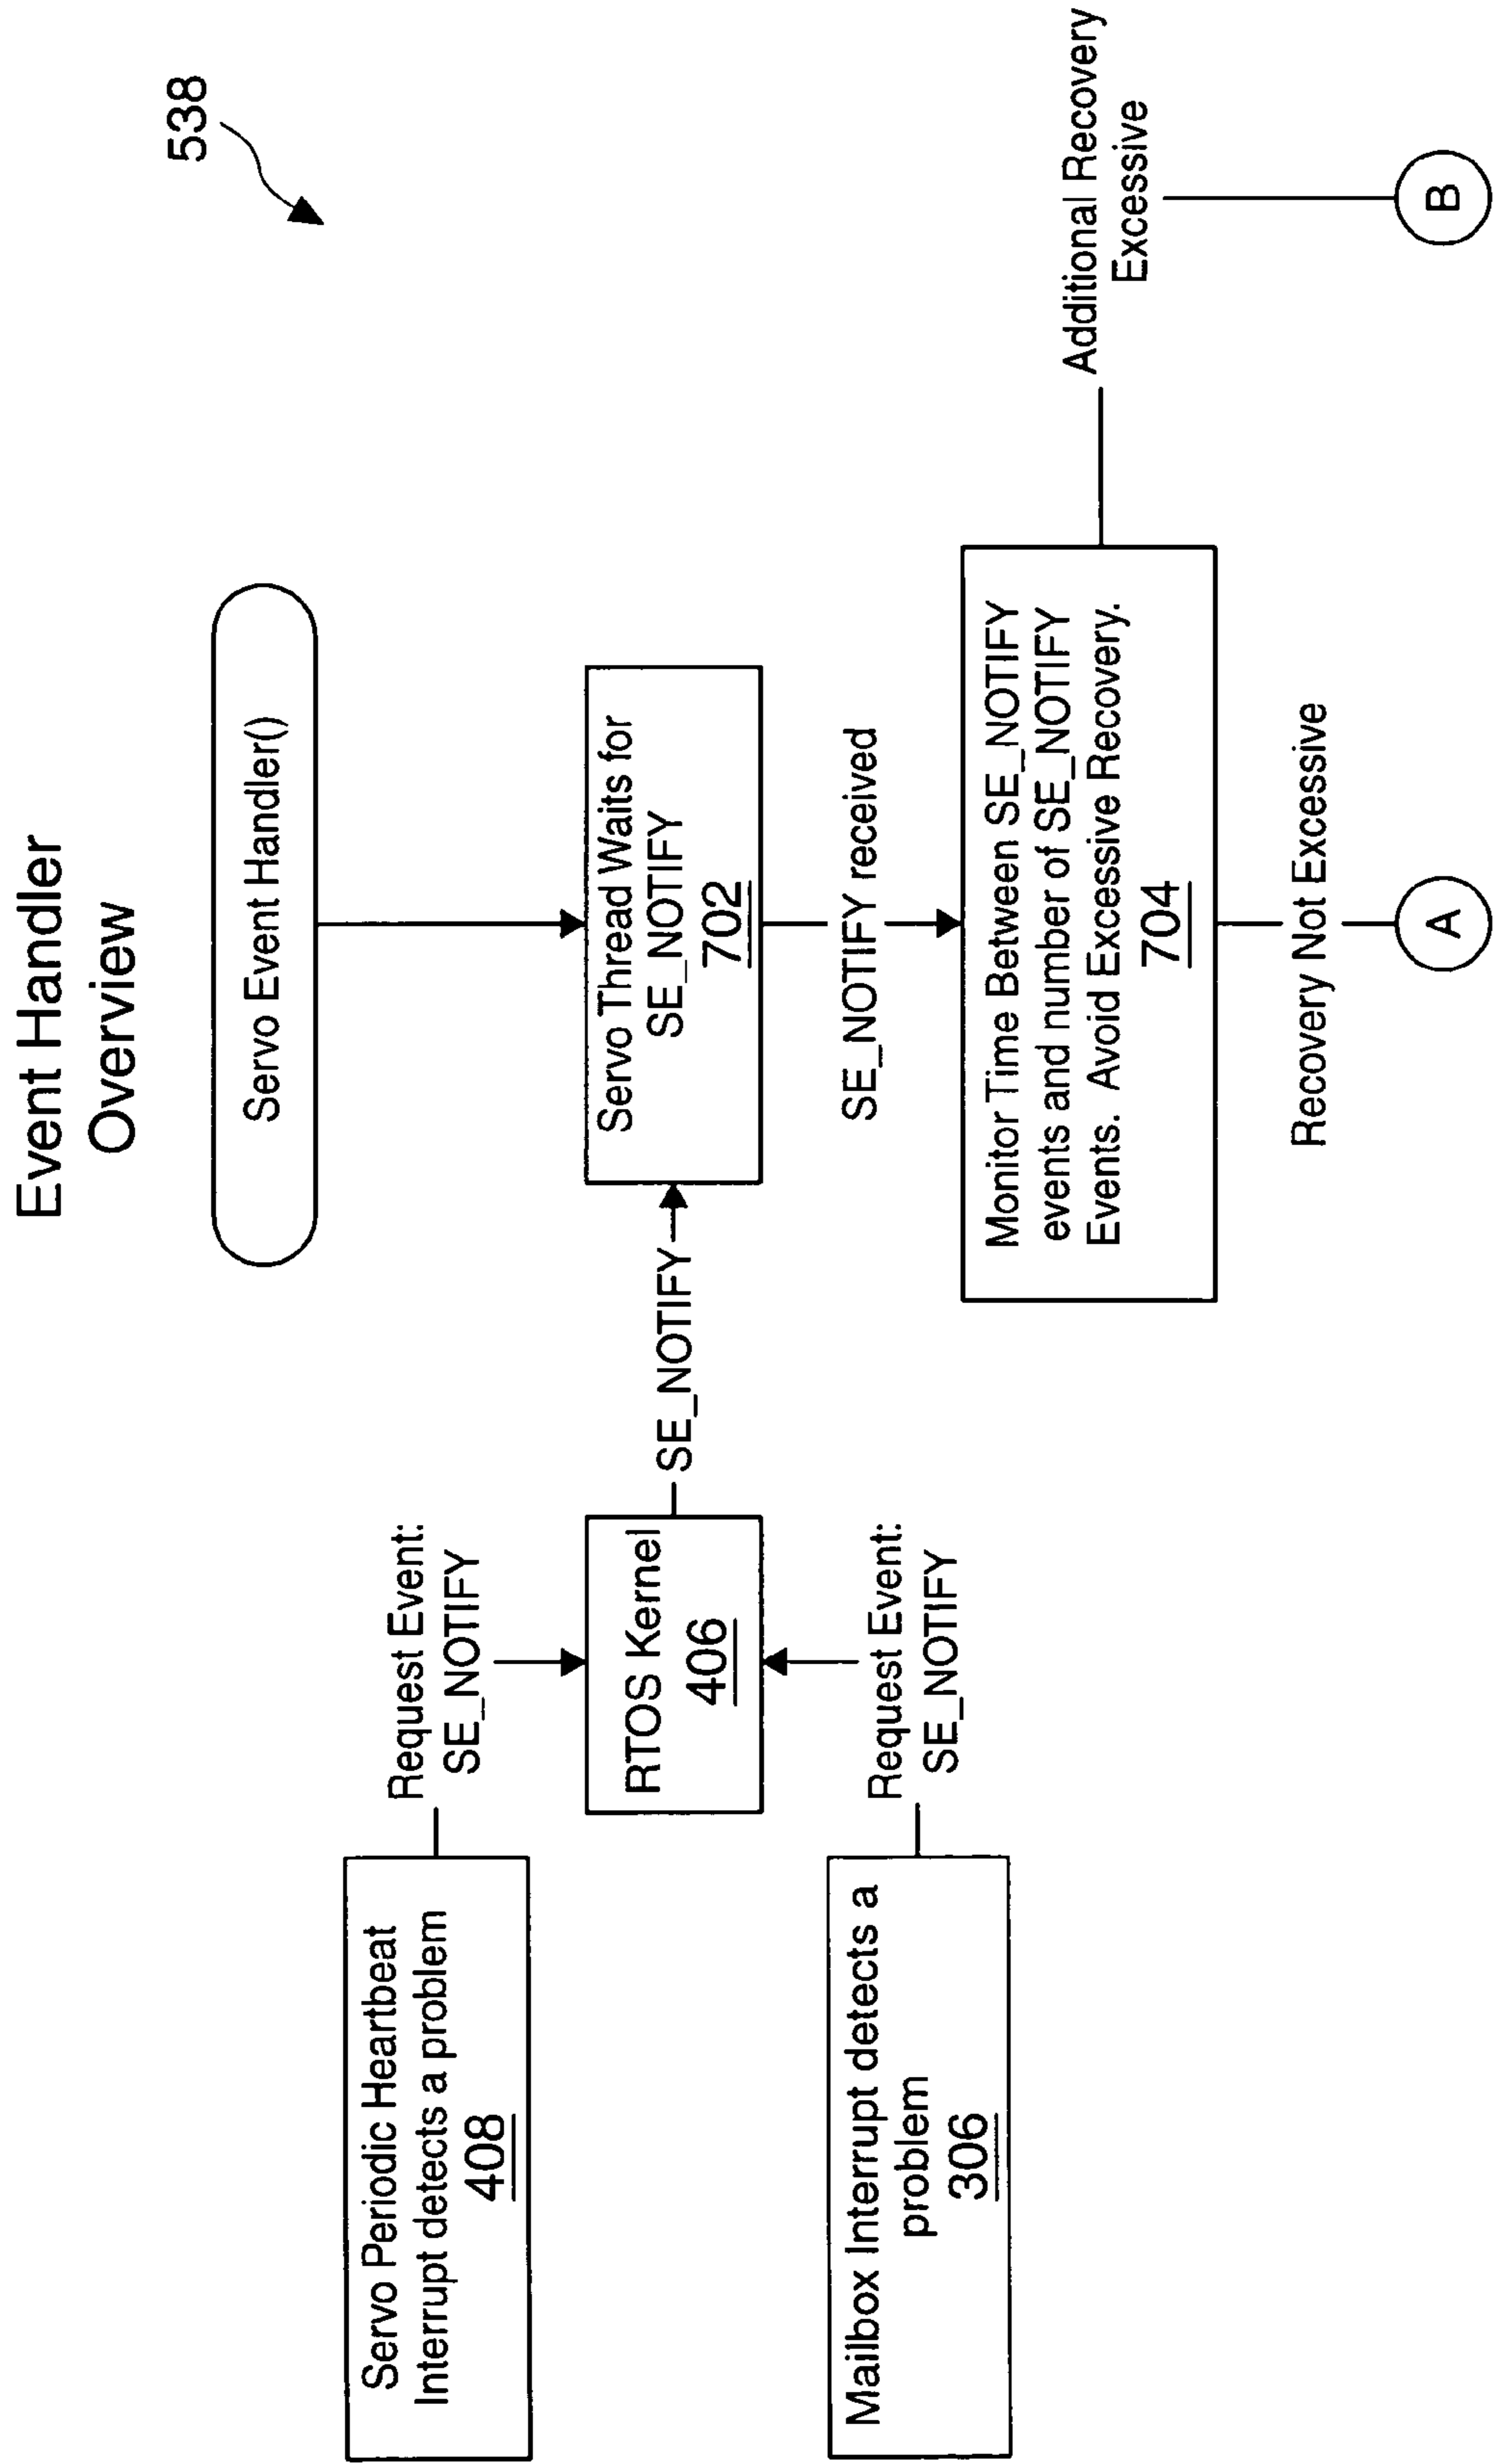 Event Handler
Overview
538
Servo Event Handler()
Servo Periodic Heartbeat
Interrupt detects a problem
408
Request Event:
SE_NOTIFY
RTOS Kernel
406
SE_NOTIFY
Servo Thread Waits for
SE_NOTIFY
702
Mailbox Interrupt detects a
problem
306
Request Event:
SE_NOTIFY
SE_NOTIFY received
Monitor Time Between SE_NOTIFY
events and number of SE_NOTIFY
Events. Avoid Excessive Recovery.
704
Additional Recovery
Excessive
Recovery Not Excessive
A
B